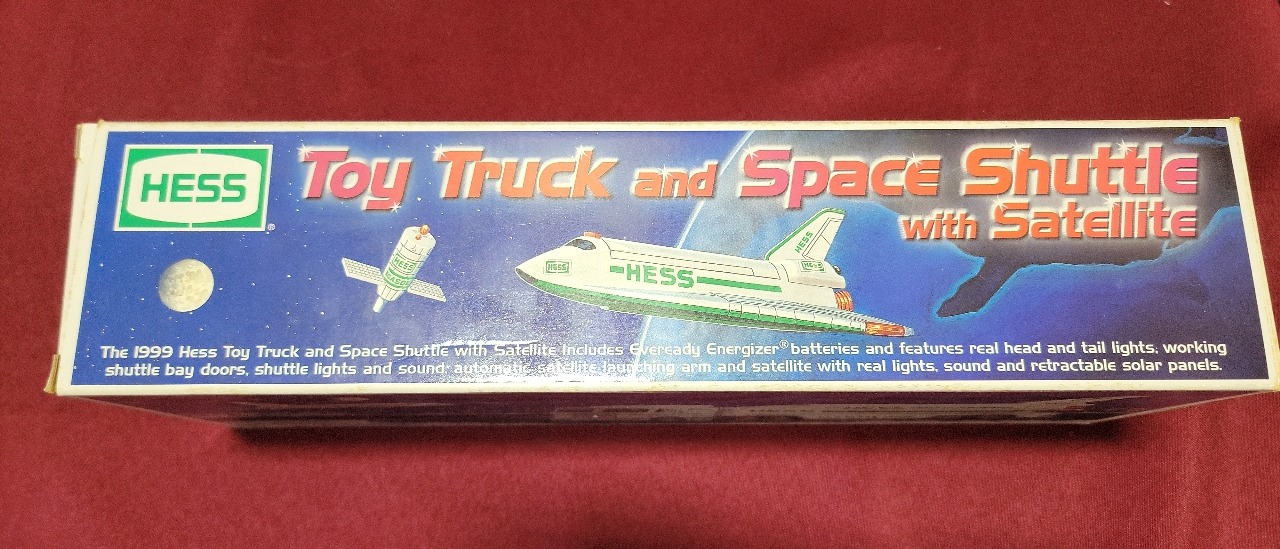 HESS
®
Toy Truck and Space Shuttle
with Satellite
HESS
HESS
HESS
HESS
HESS
The 1999 Hess Toy Truck and Space Shuttle with Satellite includes Eveready Energizer® batteries and features real head and tail lights, working
shuttle bay doors, shuttle lights and sound, automatic satellite launching arm and satellite with real lights, sound and retractable solar panels.